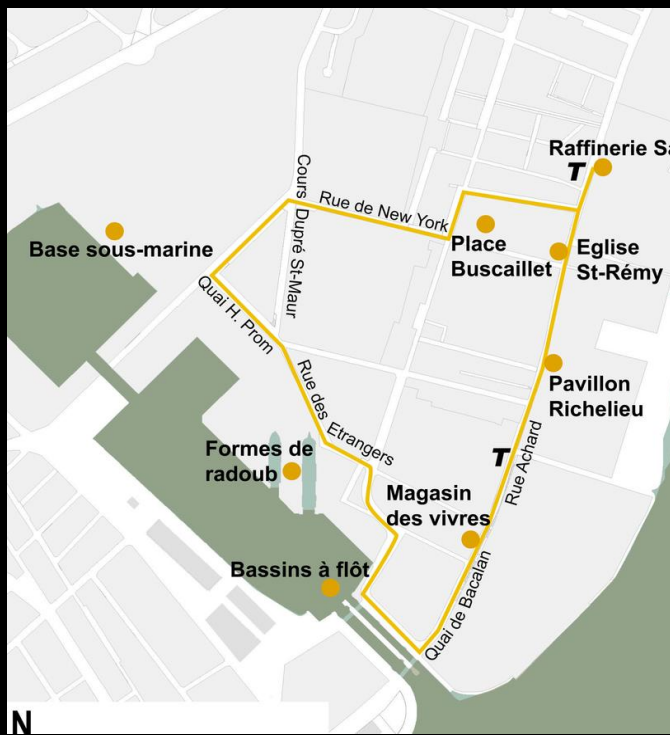 Raffinerie Sa
T
Cours Dupré St-Maur
Rue de New York
Base sous-marine
Place
Buscaillet
Eglise
St-Rémy
Quai H. Prom
Rue des Etrangers
Pavillon
Richelieu
Formes de
radoub
T
Rue Achard
Magasin
des vivres
Bassins à flôt
Quai de Bacalan
N